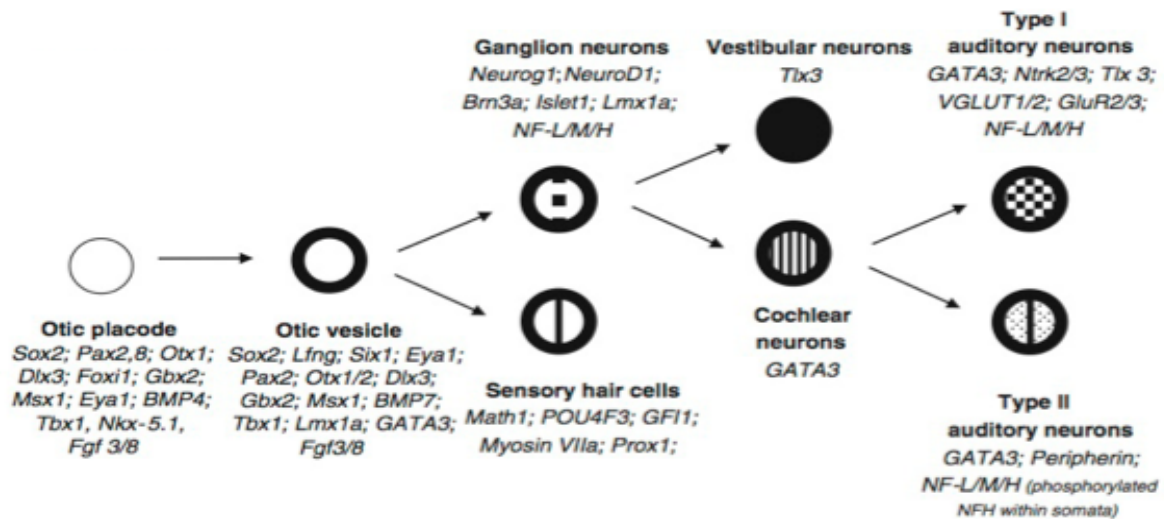 Ganglion neurons
Neurog1; NeuroD1;
Brn3a; Islet1; Lmx1a;
NF-L/M/H
Vestibular neurons
Tlx3
Type I
auditory neurons
GATA3; Ntrk2/3; Tlx 3;
VGLUT1/2; GluR2/3;
NF-L/M/H
Otic placode
Sox2; Pax2,8; Otx1;
Dlx3; Foxi1; Gbx2;
Msx1; Eya1; BMP4;
Tbx1, Nkx-5.1,
Fgf 3/8
Otic vesicle
Sox2; Lfng; Six1; Eya1;
Pax2; Otx1/2; Dlx3;
Gbx2; Msx1; BMP7;
Tbx1; Lmx1a; GATA3;
Fgf3/8
Sensory hair cells
Math1; POU4F3; GFI1;
Myosin VIIa; Prox1;
Cochlear
neurons
GATA3
Type II
auditory neurons
GATA3; Peripherin;
NF-L/M/H (phosphorylated
NFH within somata)